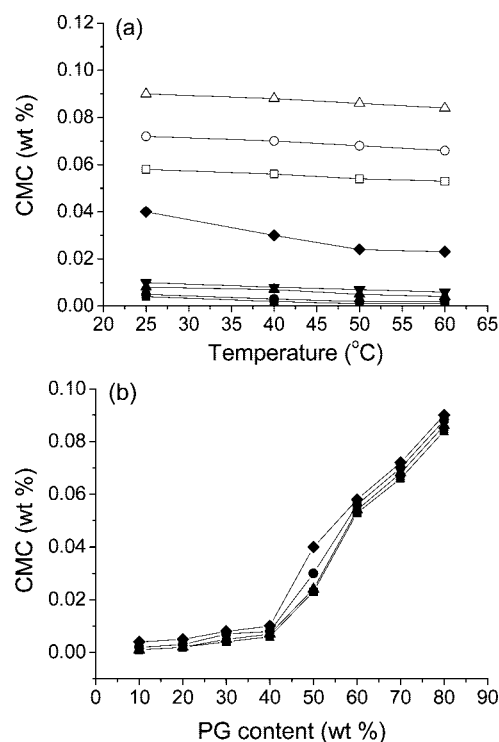 (a)
0.12
0.10
0.08
0.06
0.04
0.02
0.00
CMC (wt %)
20 25 30 35 40 45 50 55 60 65
Temperature (°C)
(b)
0.10
0.08
0.06
0.04
0.02
0.00
CMC (wt %)
0 10 20 30 40 50 60 70 80 90
PG content (wt %)